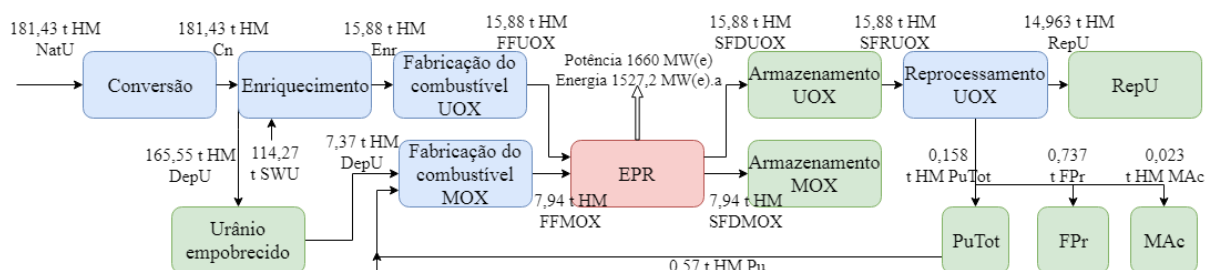 181,43 t HM
NatU
Conversão
181,43 t HM
Cn
Enriquecimento
15,88 t HM
Enr
Fabricação do
combustível
UOX
15,88 t HM
FFUOX
Potência 1660 MW(e)
Energia 1527,2 MW(e).a
15,88 t HM
SFDUOX
Armazenamento
UOX
15,88 t HM
SFRUOX
Reprocessamento
UOX
14,963 t HM
RepU
RepU
165,55 t HM
DepU
114,27
t SWU
7,37 t HM
DepU
Fabricação do
combustível
MOX
7,94 t HM
FFMOX
EPR
7,94 t HM
SFDMOX
Armazenamento
MOX
0,158
t HM PuTot
0,737
t FPr
0,023
t HM MAc
Urânio
empobrecido
PuTot
FPr
MAc
0,57 t HM Pu